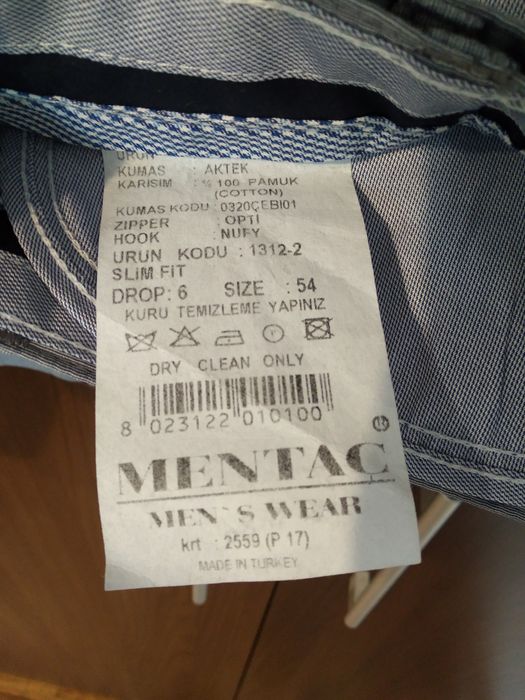 URUN
KUMAS : AKTEK
KARISIM : % 100 PAMUK
(COTTON)
KUMAS KODU : 0320ÇEBI01
ZIPPER : OPTI
HOOK : NUFY
URUN KODU : 1312-2
SLIM FIT
DROP: 6 SIZE : 54
KURU TEMIZLEME YAPINIZ
DRY CLEAN ONLY
8 023122 010100
MENTAC ®
MEN`S WEAR
krt : 2559 (P 17)
MADE IN TURKEY